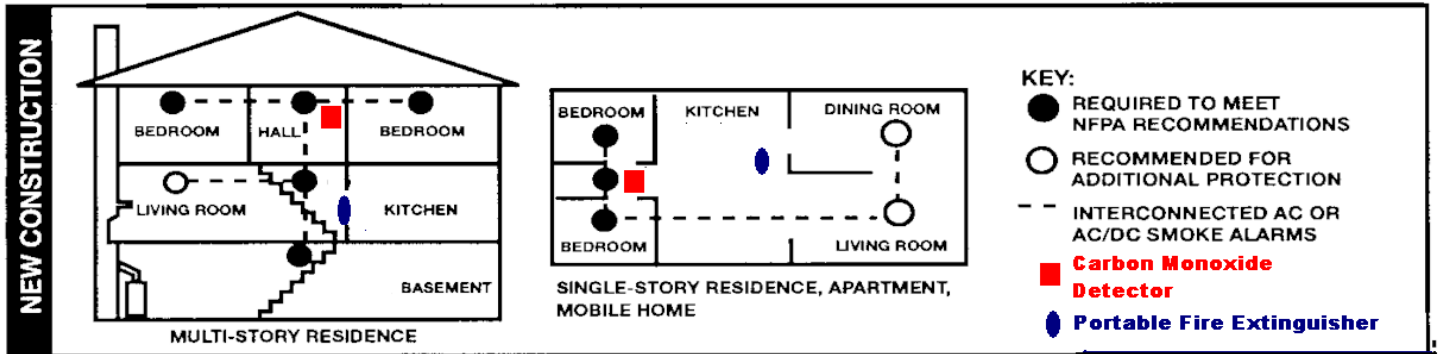 NEW CONSTRUCTION
BEDROOM
HALL
BEDROOM
LIVING ROOM
KITCHEN
BASEMENT
MULTI-STORY RESIDENCE
BEDROOM
KITCHEN
DINING ROOM
BEDROOM
LIVING ROOM
SINGLE-STORY RESIDENCE, APARTMENT,
MOBILE HOME
KEY:
REQUIRED TO MEET
NFPA RECOMMENDATIONS
RECOMMENDED FOR
ADDITIONAL PROTECTION
INTERCONNECTED AC OR
AC/DC SMOKE ALARMS
Carbon Monoxide
Detector
Portable Fire Extinguisher